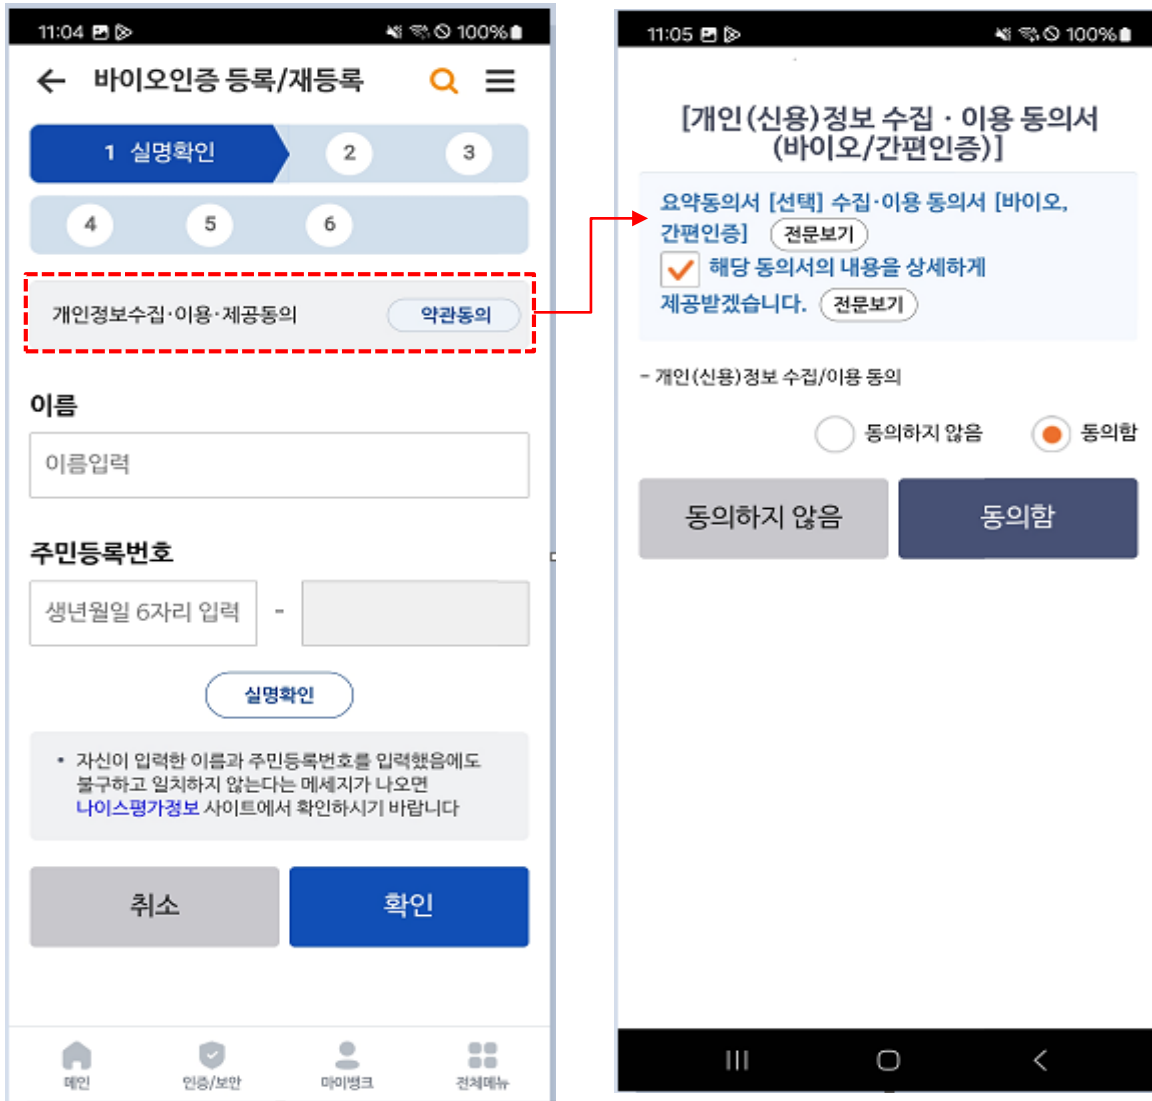 11:04
100%
바이오인증 등록/재등록
1 실명확인
2
3
4
5
6
개인정보수집·이용·제공동의
약관동의
이름
이름입력
주민등록번호
생년월일 6자리 입력
-
실명확인
• 자신이 입력한 이름과 주민등록번호를 입력했음에도
불구하고 일치하지 않는다는 메세지가 나오면
나이스평가정보 사이트에서 확인하시기 바랍니다
취소
확인
메인
인증/보안
마이뱅크
전체메뉴
11:05
100%
[개인(신용)정보 수집 · 이용 동의서
(바이오/간편인증)]
요약동의서 [선택] 수집·이용 동의서 [바이오,
간편인증] 전문보기
해당 동의서의 내용을 상세하게
제공받겠습니다. 전문보기
- 개인(신용)정보 수집/이용 동의
동의하지 않음
동의함
동의하지 않음
동의함